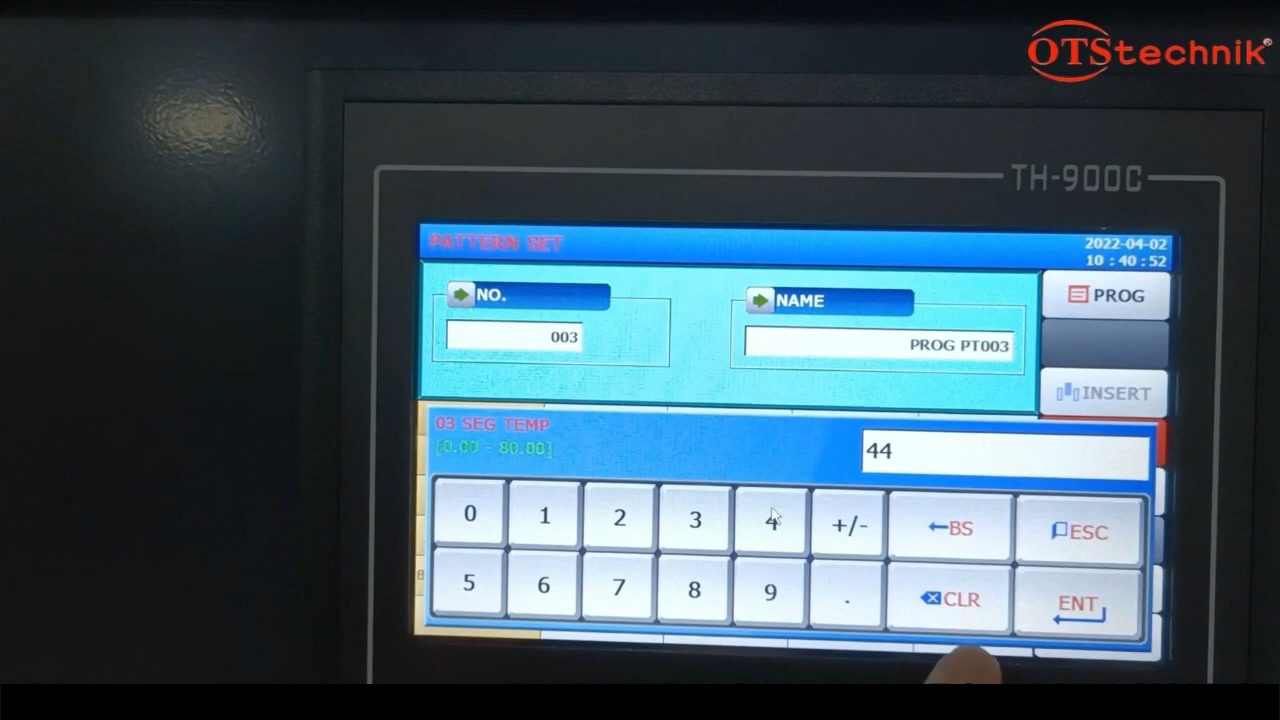 OTStechnik®
TH-900C
PATTERN SET
2022-04-02
10 : 40 : 52
NO.
NAME
PROG
003
PROG PT003
INSERT
03 SEG TEMP
[0.00 - 80.00]
44
0 1 2 3 4 +/- ←BS ESC
5 6 7 8 9 . CLR ENT